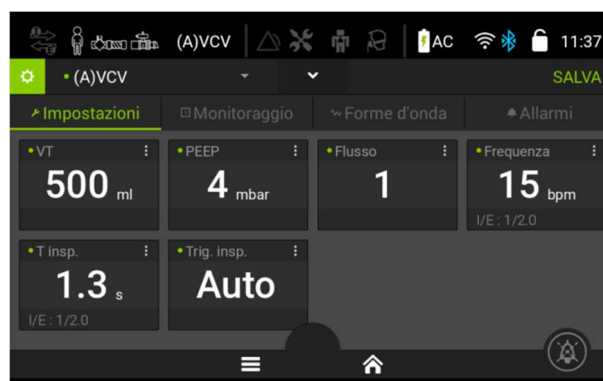 (A)VCV AC 11:37
(A)VCV SALVA
Impostazioni Monitoraggio Forme d'onda Allarmi
VT PEEP Flusso Frequenza
500 ml 4 mbar 1 15 bpm
I/E : 1/2.0
T insp. Trig. insp.
1.3 s Auto
I/E : 1/2.0